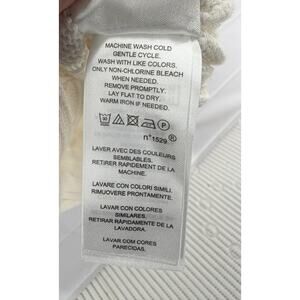 MACHINE WASH COLD
GENTLE CYCLE.
WASH WITH LIKE COLORS.
ONLY NON-CHLORINE BLEACH
WHEN NEEDED.
REMOVE PROMPTLY.
LAY FLAT TO DRY.
WARM IRON IF NEEDED.
n°1529 ®
LAVER AVEC DES COULEURS
SEMBLABLES.
RETIRER RAPIDEMENT DE LA
MACHINE.
LAVARE CON COLORI SIMILI.
RIMUOVERE PRONTAMENTE.
LAVAR CON COLORES
SIMILARES.
RETIRAR RÁPIDAMENTE DE LA
LAVADORA.
LAVAR COM CORES
PARECIDAS.